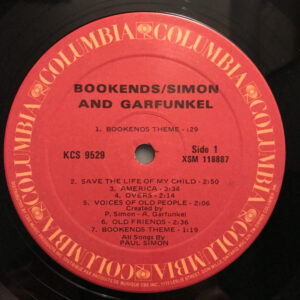 COLUMBIA COLUMBIA COLUMBIA COLUMBIA COLUMBIA COLUMBIA
BOOKENDS/SIMON
AND GARFUNKEL
1. BOOKENDS THEME - :29
KCS 9529
Side 1
XSM 118887
2. SAVE THE LIFE OF MY CHILD - 2:50
3. AMERICA - 3:34
4. OVERS - 2:14
5. VOICES OF OLD PEOPLE - 2:06
Created by
P. Simon - A. Garfunkel
6. OLD FRIENDS - 2:36
7. BOOKENDS THEME - 1:19
All Songs By
PAUL SIMON